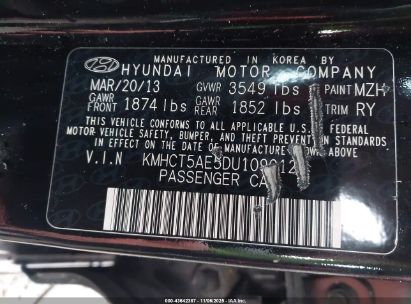 MANUFACTURED IN KOREA BY
HYUNDAI MOTOR COMPANY
MAR/20/13 GVWR 3549 lbs PAINT MZH
GAWR FRONT 1874 lbs GAWR REAR 1852 lbs TRIM RY
THIS VEHICLE CONFORMS TO ALL APPLICABLE U.S. FEDERAL
MOTOR VEHICLE SAFETY, BUMPER, AND THEFT PREVENTION
STANDARDS IN EFFECT ON THE DATE OF MANUFACTURE SHOWN ABOVE.
V.I.N
PASSENGER